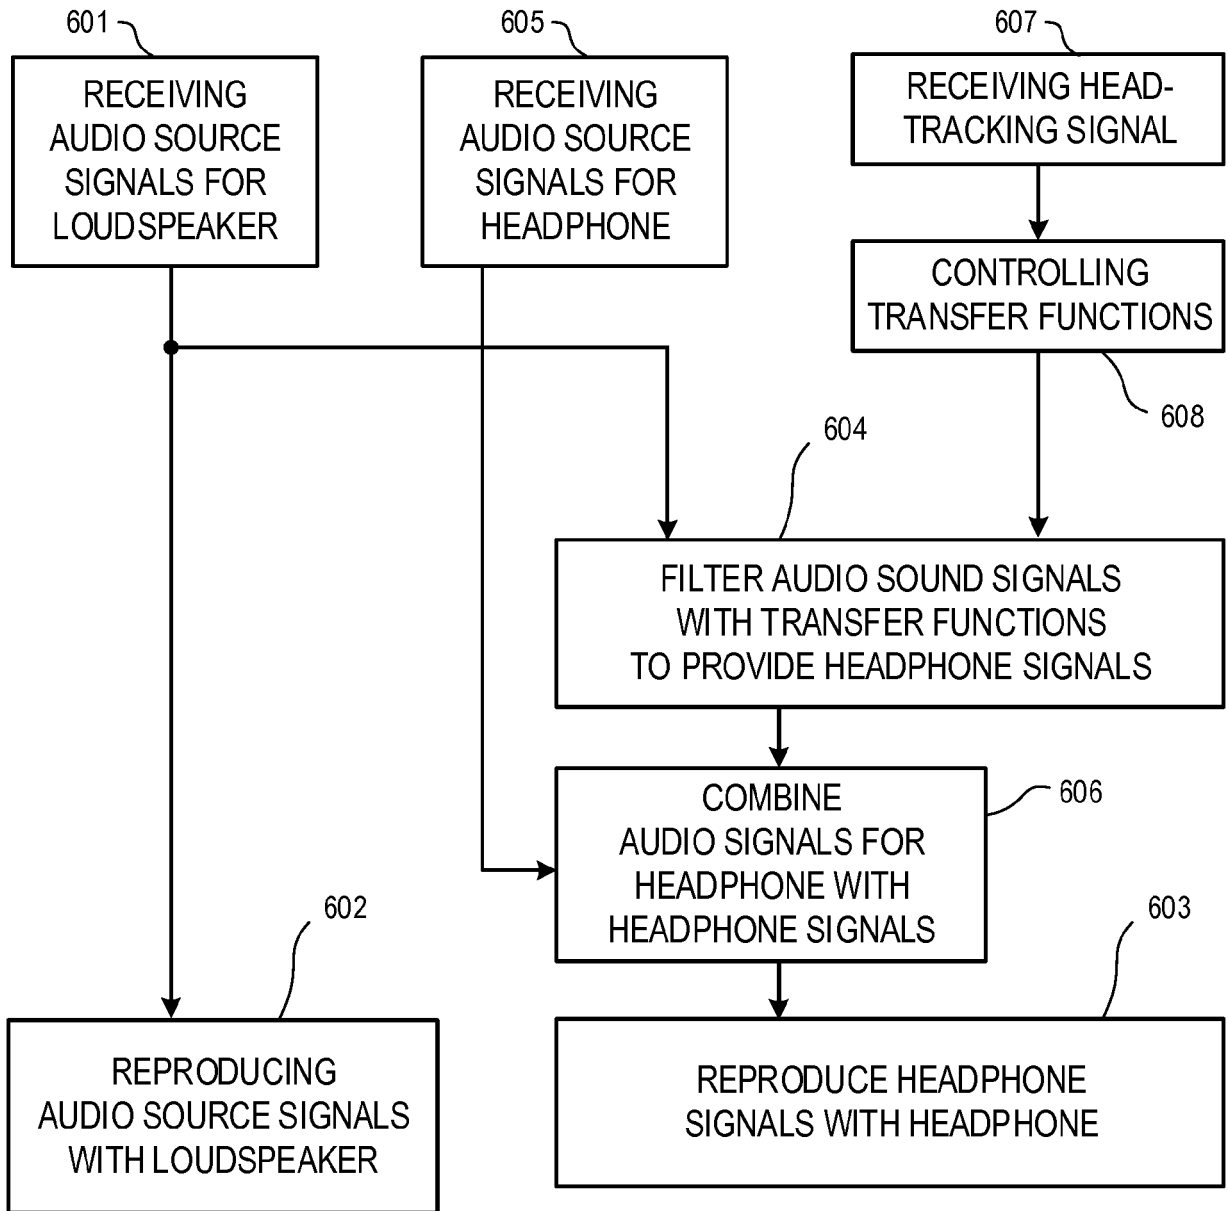 601
RECEIVING
AUDIO SOURCE
SIGNALS FOR
LOUDSPEAKER
605
RECEIVING
AUDIO SOURCE
SIGNALS FOR
HEADPHONE
607
RECEIVING HEAD-
TRACKING SIGNAL
CONTROLLING
TRANSFER FUNCTIONS
608
604
FILTER AUDIO SOUND SIGNALS
WITH TRANSFER FUNCTIONS
TO PROVIDE HEADPHONE SIGNALS
COMBINE
AUDIO SIGNALS FOR
HEADPHONE WITH
HEADPHONE SIGNALS
606
602
REPRODUCING
AUDIO SOURCE SIGNALS
WITH LOUDSPEAKER
603
REPRODUCE HEADPHONE
SIGNALS WITH HEADPHONE